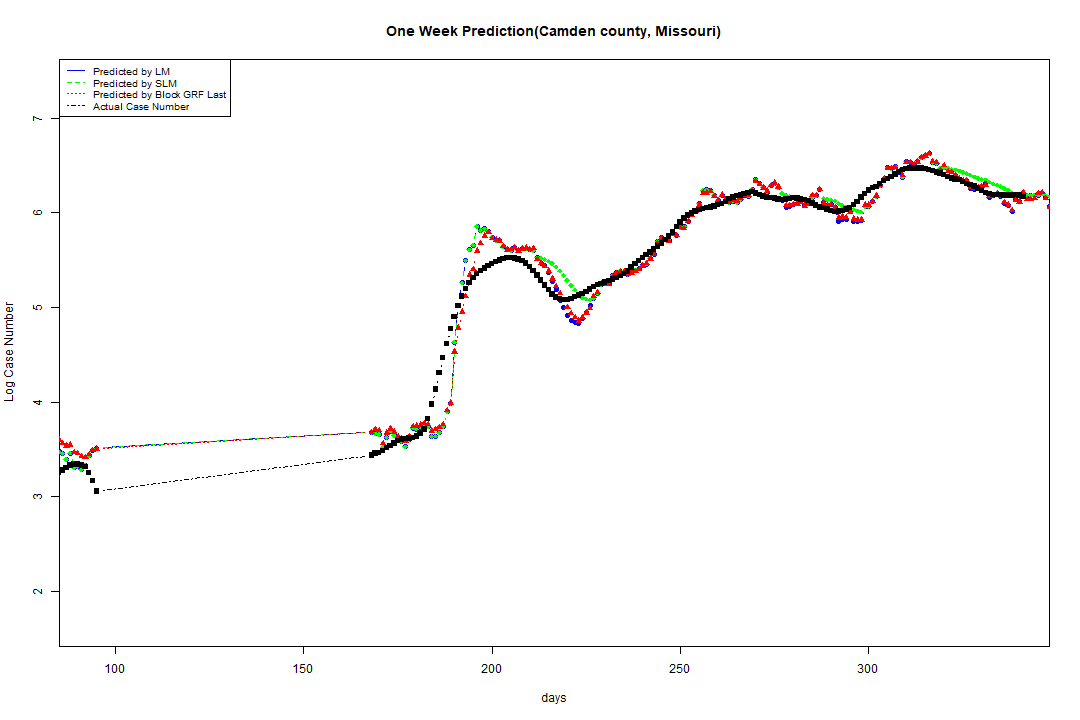 One Week Prediction(Camden county, Missouri)
Predicted by LM
Predicted by SLM
Predicted by Block GRF Last
Actual Case Number
Log Case Number
7
6
5
4
3
2
100 150 200 250 300
days